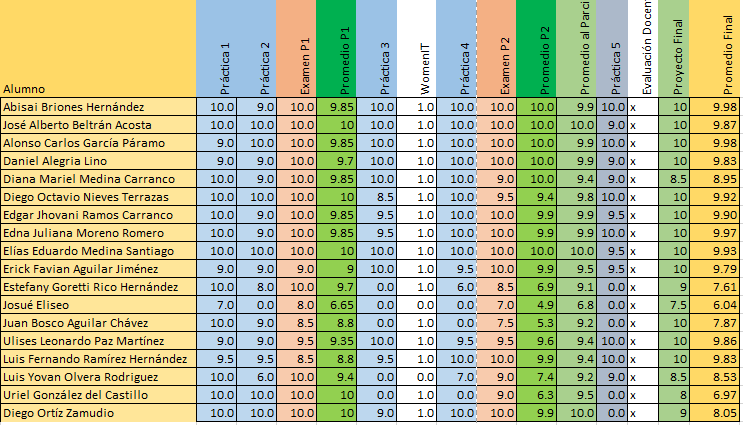 Alumno Práctica 1 Práctica 2 Examen P1 Promedio P1 Práctica 3 WomenIT Práctica 4 Examen P2 Promedio P2 Promedio al Parci Práctica 5 Evaluación Docen Proyecto Final Promedio Final
Abisai Briones Hernández 10.0 9.0 10.0 9.85 10.0 1.0 10.0 10.0 10.0 9.9 10.0 x 10 9.98
José Alberto Beltrán Acosta 10.0 10.0 10.0 10 10.0 1.0 10.0 10.0 10.0 10.0 9.0 x 10 9.87
Alonso Carlos García Páramo 9.0 10.0 10.0 9.85 10.0 1.0 10.0 10.0 10.0 9.9 10.0 x 10 9.98
Daniel Alegria Lino 9.0 9.0 10.0 9.7 10.0 1.0 10.0 10.0 10.0 9.9 9.0 x 10 9.83
Diana Mariel Medina Carranco 10.0 9.0 10.0 9.85 10.0 1.0 10.0 9.0 10.0 9.4 9.0 x 8.5 8.95
Diego Octavio Nieves Terrazas 10.0 10.0 10.0 10 8.5 1.0 10.0 9.5 9.4 9.8 10.0 x 10 9.92
Edgar Jhovani Ramos Carranco 10.0 9.0 10.0 9.85 9.5 1.0 10.0 10.0 9.9 9.9 9.5 x 10 9.90
Edna Juliana Moreno Romero 10.0 9.0 10.0 9.85 9.5 1.0 10.0 10.0 9.9 9.9 10.0 x 10 9.97
Elías Eduardo Medina Santiago 10.0 10.0 10.0 10 10.0 1.0 10.0 10.0 10.0 10.0 9.5 x 10 9.93
Erick Favian Aguilar Jiménez 9.0 9.0 9.0 9 10.0 1.0 9.5 10.0 9.9 9.5 9.5 x 10 9.79
Estefany Goretti Rico Hernández 10.0 8.0 10.0 9.7 0.0 1.0 6.0 8.5 6.9 9.1 0.0 x 9 7.61
Josué Eliseo 7.0 0.0 8.0 6.65 0.0 0.0 0.0 7.0 4.9 6.8 0.0 x 7.5 6.04
Juan Bosco Aguilar Chávez 10.0 9.0 8.5 8.8 0.0 1.0 0.0 7.5 5.3 9.2 0.0 x 10 7.87
Ulises Leonardo Paz Martínez 9.0 9.0 9.5 9.35 10.0 1.0 9.5 9.5 9.6 9.4 10.0 x 10 9.86
Luis Fernando Ramírez Hernández 9.5 9.5 8.5 8.8 9.5 1.0 10.0 10.0 9.9 9.4 10.0 x 10 9.83
Luis Yovan Olvera Rodriguez 10.0 6.0 10.0 9.4 0.0 0.0 7.0 9.0 7.4 9.2 9.0 x 8.5 8.53
Uriel González del Castillo 10.0 10.0 10.0 10 0.0 1.0 0.0 9.0 6.3 9.5 0.0 x 8 6.97
Diego Ortíz Zamudio 10.0 10.0 10.0 10 9.0 1.0 10.0 10.0 9.9 10.0 0.0 x 9 8.05